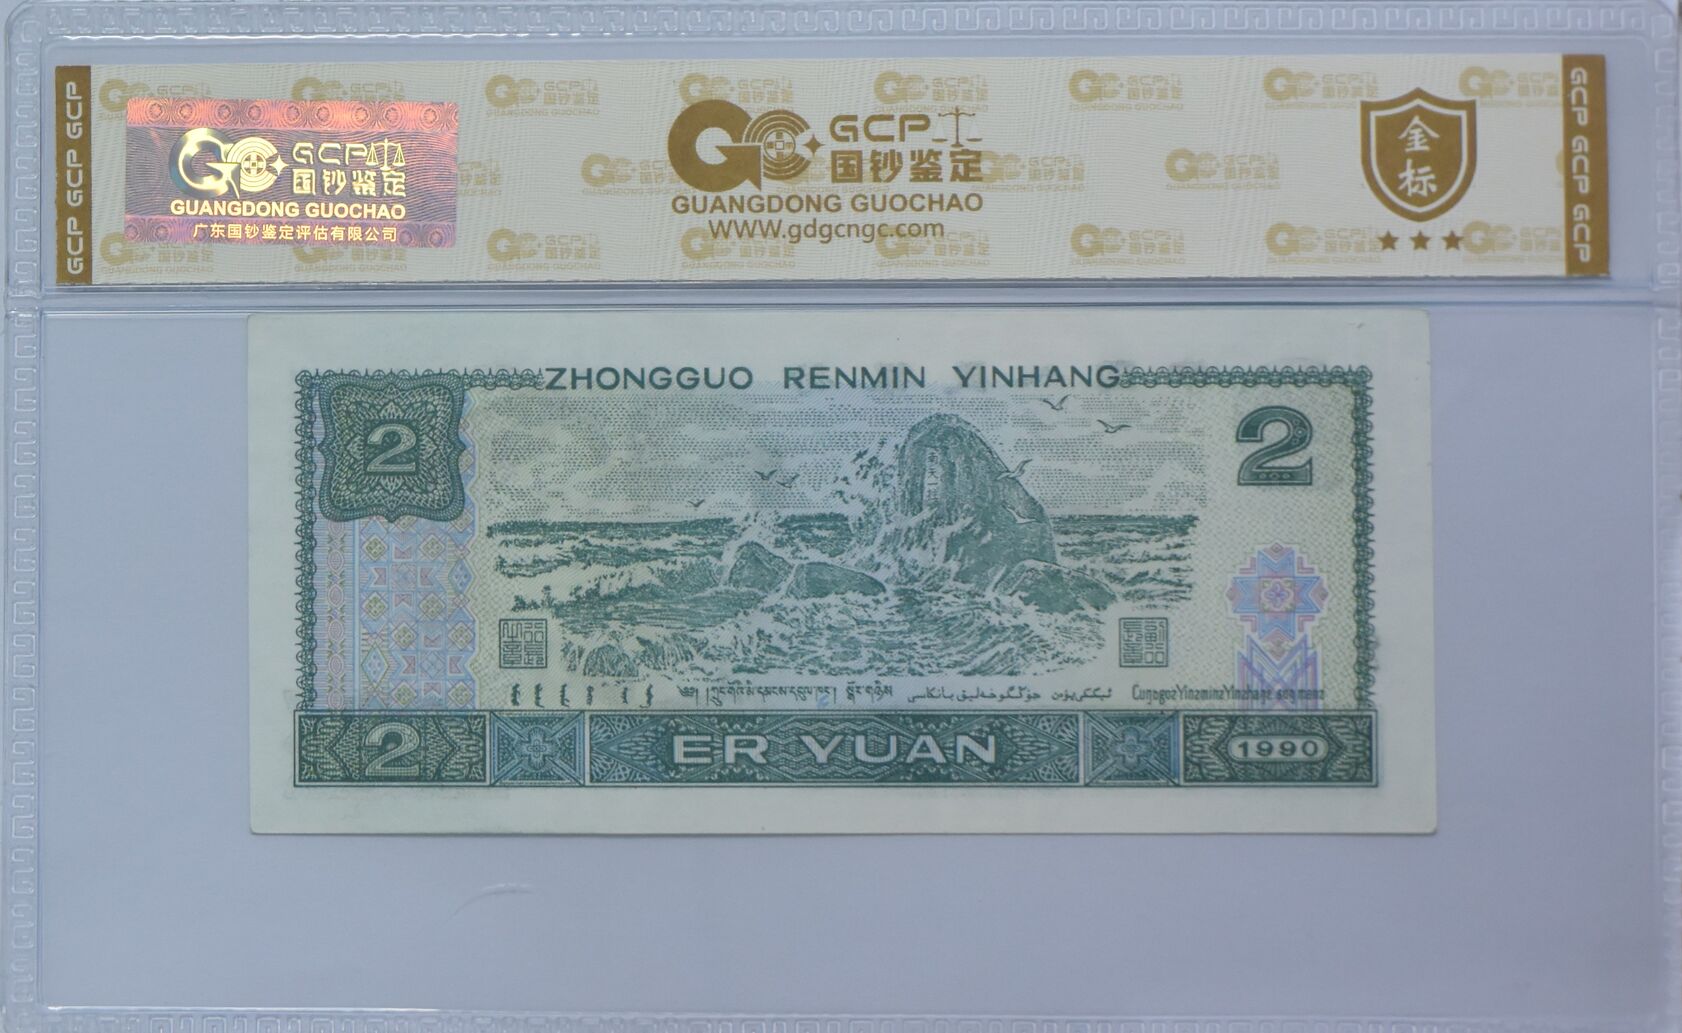 GCP GCP GCP
GCP
国钞鉴定
GUANGDONG GUOCHAO
广东国钞鉴定评估有限公司
GCP
国钞鉴定
GUANGDONG GUOCHAO
WWW.gdgcngc.com
金标
GCP GCP GCP
ZHONGGUO RENMIN YINHANG
2
2
Cungogoz Yinzminz Yinzhangz
2
ER YUAN
1990